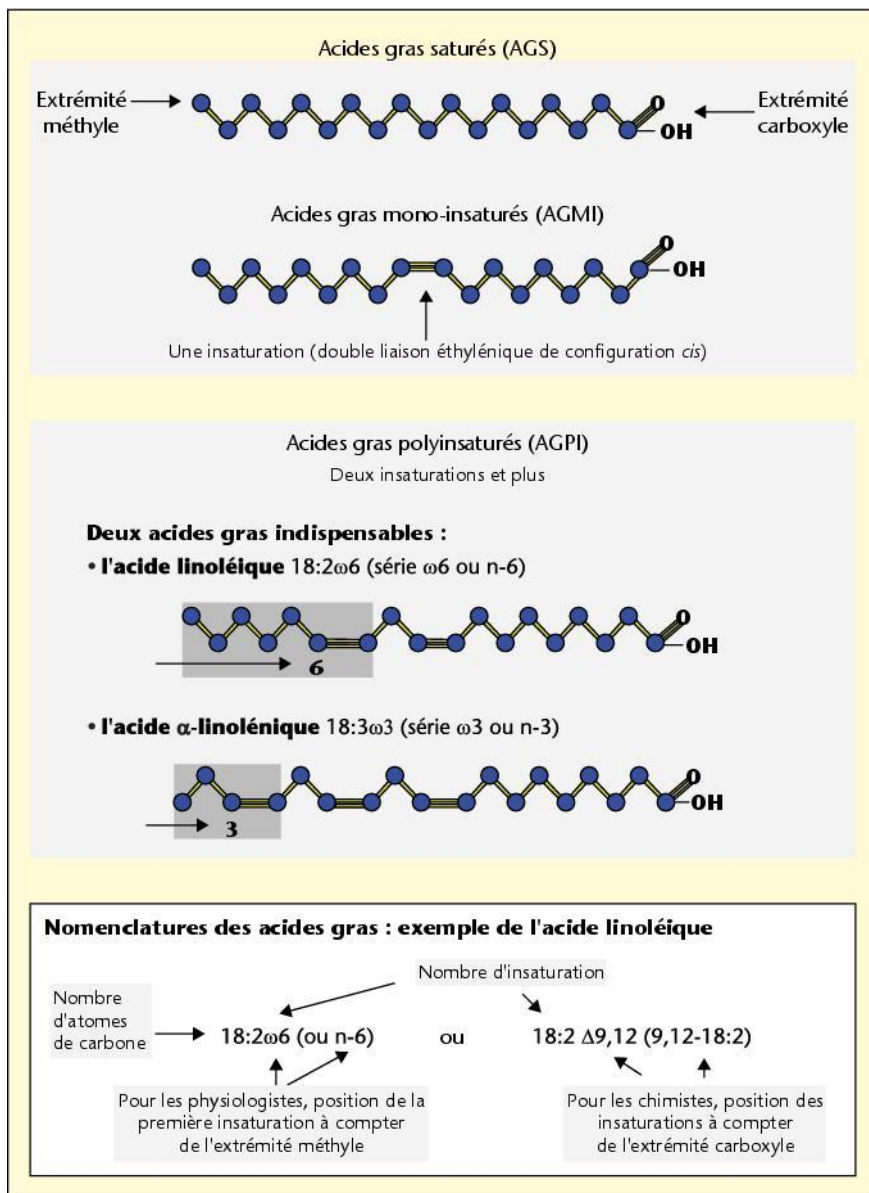 Acides gras saturés (AGS)
Extrémité
méthyle
O
OH
Extrémité
carboxyle
Acides gras mono-insaturés (AGMI)
O
OH
Une insaturation (double liaison éthylénique de configuration cis)
Acides gras polyinsaturés (AGPI)
Deux insaturations et plus
Deux acides gras indispensables :
• l'acide linoléique 18:2ω6 (série ω6 ou n-6)
O
OH
6
• l'acide α-linolénique 18:3ω3 (série ω3 ou n-3)
O
OH
3
Nomenclatures des acides gras : exemple de l'acide linoléique
Nombre d'insaturation
Nombre
d'atomes
de carbone
18:2ω6 (ou n-6) ou 18:2 Δ9,12 (9,12-18:2)
Pour les physiologistes, position de la
première insaturation à compter
de l'extrémité méthyle
Pour les chimistes, position des
insaturations à compter
de l'extrémité carboxyle